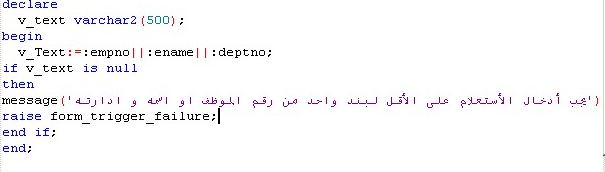 declare
v_text varchar2(500);
begin
v_Text:=:empno||:ename||:deptno;
if v_text is null
then
message('يجب أدخال الأستعلام على الأقل لبند واحد من رقم الموظف او اسمه و ادارته')
raise form_trigger_failure;
end if;
end;